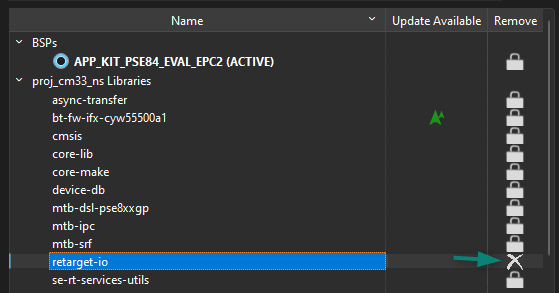 Name Update Available Remove
BSPs
APP_KIT_PSE84_EVAL_EPC2 (ACTIVE)
proj_cm33_ns Libraries
async-transfer
bt-fw-ifx-cyw55500a1
cmsis
core-lib
core-make
device-db
mtb-dsl-pse8xxgp
mtb-ipc
mtb-srf
retarget-io
se-rt-services-utils